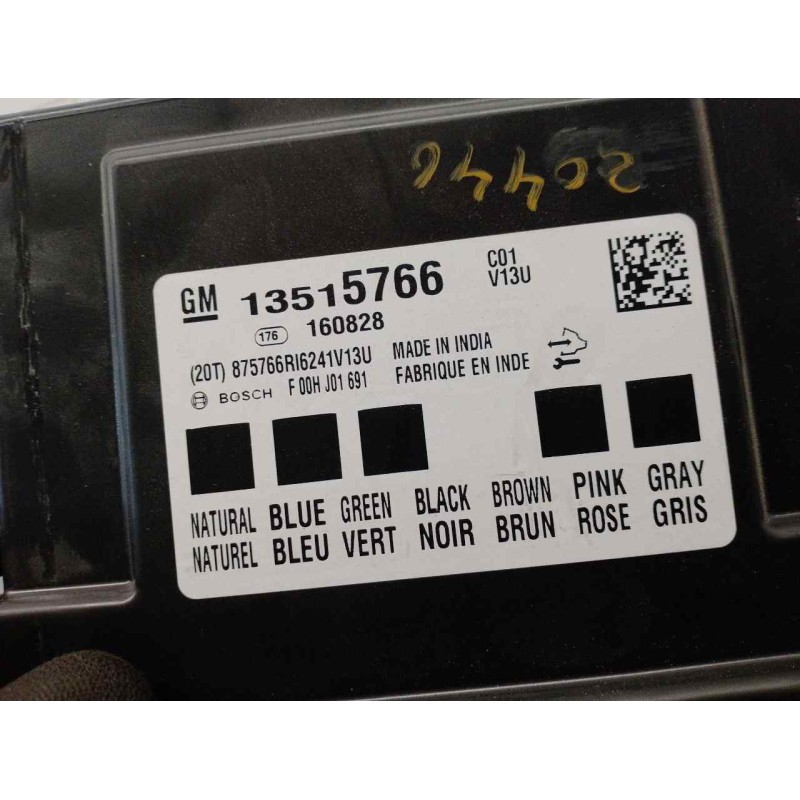 20446
GM 13515766 C01
V13U
176 160828
(20T) 875766RI6241V13U MADE IN INDIA
BOSCH F 00H J01 691 FABRIQUE EN INDE
NATURAL BLUE GREEN BLACK BROWN PINK GRAY
NATUREL BLEU VERT NOIR BRUN ROSE GRIS